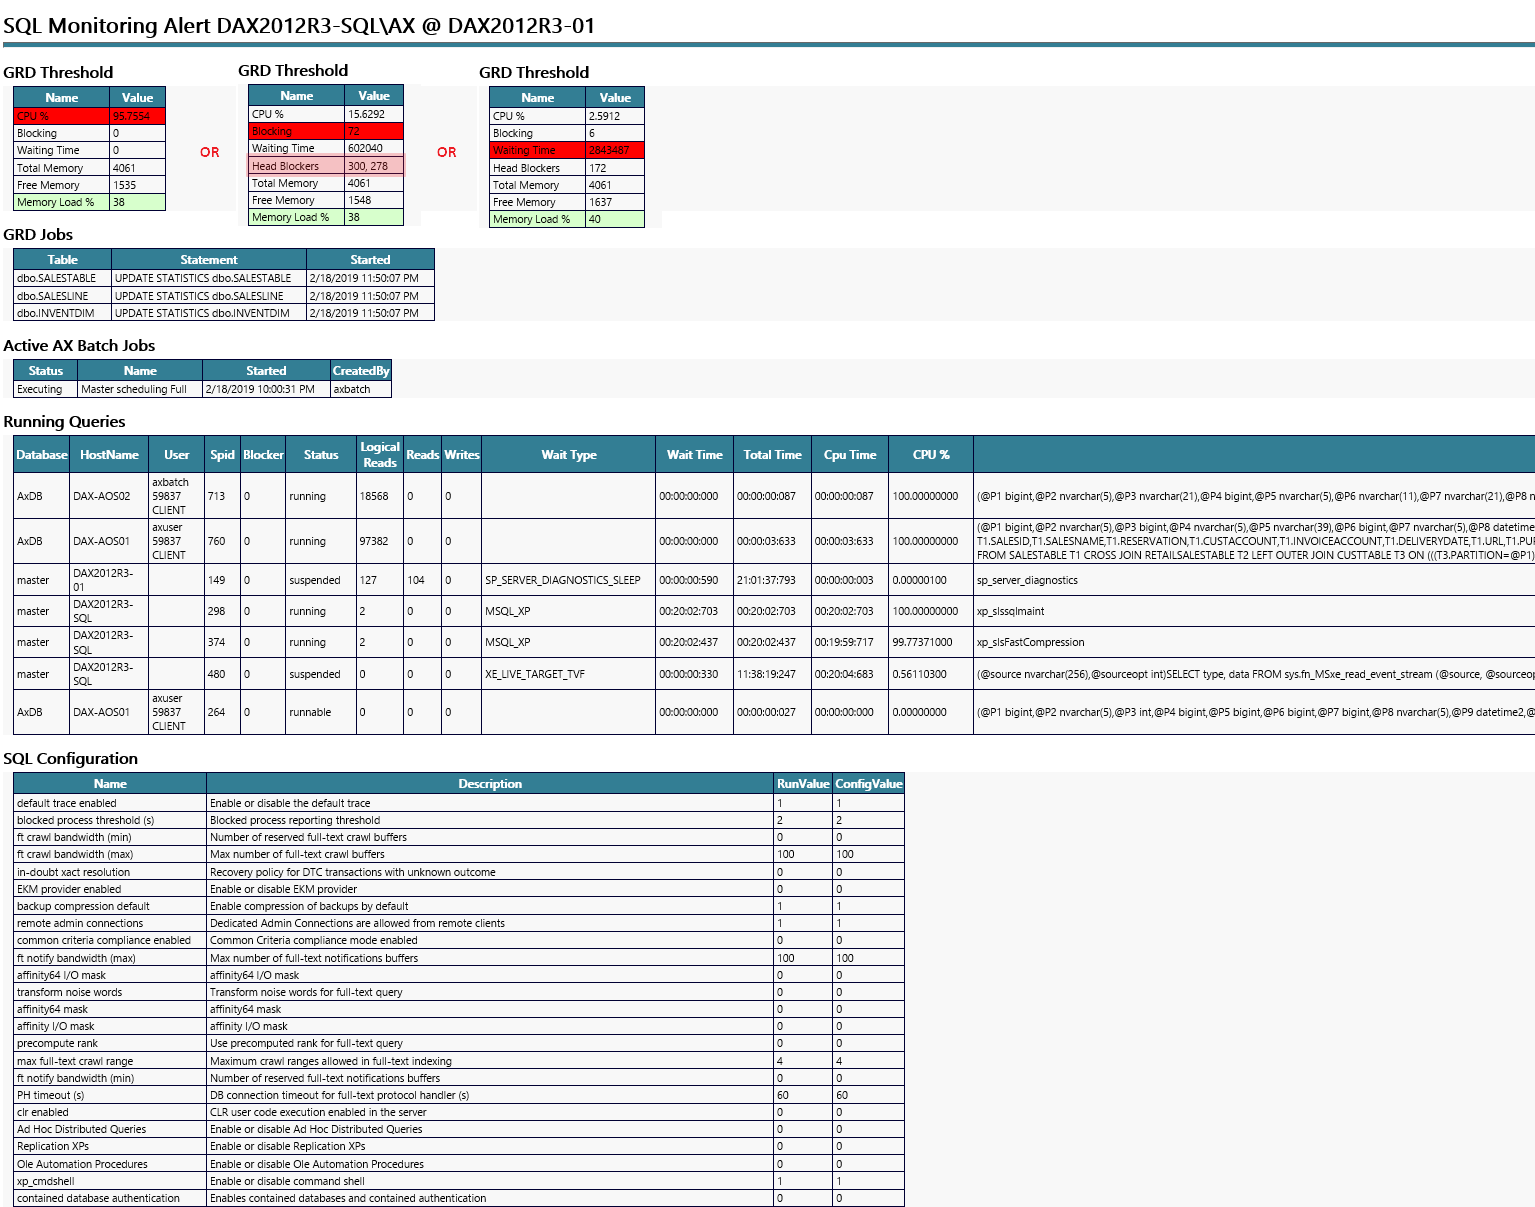 SQL Monitoring Alert DAX2012R3-SQL\AX @ DAX2012R3-01
GRD Threshold
Name Value
CPU % 95.7554
Blocking 0
Waiting Time 0
Total Memory 4061
Free Memory 1535
Memory Load % 38
OR
GRD Threshold
Name Value
CPU % 15.6292
Blocking 72
Waiting Time 602040
Head Blockers 300, 278
Total Memory 4061
Free Memory 1548
Memory Load % 38
OR
GRD Threshold
Name Value
CPU % 2.5912
Blocking 6
Waiting Time 2843487
Head Blockers 172
Total Memory 4061
Free Memory 1637
Memory Load % 40
GRD Jobs
Table Statement Started
dbo.SALESTABLE UPDATE STATISTICS dbo.SALESTABLE 2/18/2019 11:50:07 PM
dbo.SALESLINE UPDATE STATISTICS dbo.SALESLINE 2/18/2019 11:50:07 PM
dbo.INVENTDIM UPDATE STATISTICS dbo.INVENTDIM 2/18/2019 11:50:07 PM
Active AX Batch Jobs
Status Name Started CreatedBy
Executing Master scheduling Full 2/18/2019 10:00:31 PM axbatch
Running Queries
Database HostName User Spid Blocker Status Logical Reads Reads Writes Wait Type Wait Time Total Time Cpu Time CPU %
AxDB DAX-AOS02 axbatch 59837 CLIENT 713 0 running 18568 0 0 00:00:00:000 00:00:00:087 00:00:00:087 100.00000000 (@P1 bigint,@P2 nvarchar(5),@P3 nvarchar(21),@P4 bigint,@P5 nvarchar(5),@P6 nvarchar(11),@P7 nvarchar(21),@P8 n
AxDB DAX-AOS01 axuser 59837 CLIENT 760 0 running 97382 0 0 00:00:00:000 00:00:03:633 00:00:03:633 100.00000000 (@P1 bigint,@P2 nvarchar(5),@P3 bigint,@P4 nvarchar(5),@P5 nvarchar(39),@P6 bigint,@P7 nvarchar(5),@P8 datetime
T1.SALESID,T1.SALESNAME,T1.RESERVATION,T1.CUSTACCOUNT,T1.INVOICEACCOUNT,T1.DELIVERYDATE,T1.URL,T1.PUR
FROM SALESTABLE T1 CROSS JOIN RETAILSALESTABLE T2 LEFT OUTER JOIN CUSTTABLE T3 ON (((T3.PARTITION=@P1)
master DAX2012R3-01 149 0 suspended 127 104 0 SP_SERVER_DIAGNOSTICS_SLEEP 00:00:00:590 21:01:37:793 00:00:00:003 0.00000100 sp_server_diagnostics
master DAX2012R3-SQL 298 0 running 2 0 0 MSQL_XP 00:20:02:703 00:20:02:703 00:20:02:703 100.00000000 xp_slssqlmaint
master DAX2012R3-SQL 374 0 running 2 0 0 MSQL_XP 00:20:02:437 00:20:02:437 00:19:59:717 99.77371000 xp_slsFastCompression
master DAX2012R3-SQL 480 0 suspended 0 0 0 XE_LIVE_TARGET_TVF 00:00:00:330 11:38:19:247 00:20:04:683 0.56110300 (@source nvarchar(256),@sourceopt int)SELECT type, data FROM sys.fn_MSxe_read_event_stream (@source, @sourceop
AxDB DAX-AOS01 axuser 59837 CLIENT 264 0 runnable 0 0 0 00:00:00:000 00:00:00:027 00:00:00:000 0.00000000 (@P1 bigint,@P2 nvarchar(5),@P3 int,@P4 bigint,@P5 bigint,@P6 bigint,@P7 bigint,@P8 nvarchar(5),@P9 datetime2,@
SQL Configuration
Name Description RunValue ConfigValue
default trace enabled Enable or disable the default trace 1 1
blocked process threshold (s) Blocked process reporting threshold 2 2
ft crawl bandwidth (min) Number of reserved full-text crawl buffers 0 0
ft crawl bandwidth (max) Max number of full-text crawl buffers 100 100
in-doubt xact resolution Recovery policy for DTC transactions with unknown outcome 0 0
EKM provider enabled Enable or disable EKM provider 0 0
backup compression default Enable compression of backups by default 1 1
remote admin connections Dedicated Admin Connections are allowed from remote clients 1 1
common criteria compliance enabled Common Criteria compliance mode enabled 0 0
ft notify bandwidth (max) Max number of full-text notifications buffers 100 100
affinity64 I/O mask affinity64 I/O mask 0 0
transform noise words Transform noise words for full-text query 0 0
affinity64 mask affinity64 mask 0 0
affinity I/O mask affinity I/O mask 0 0
precompute rank Use precomputed rank for full-text query 0 0
max full-text crawl range Maximum crawl ranges allowed in full-text indexing 4 4
ft notify bandwidth (min) Number of reserved full-text notifications buffers 0 0
PH timeout (s) DB connection timeout for full-text protocol handler (s) 60 60
clr enabled CLR user code execution enabled in the server 0 0
Ad Hoc Distributed Queries Enable or disable Ad Hoc Distributed Queries 0 0
Replication XPs Enable or disable Replication XPs 0 0
Ole Automation Procedures Enable or disable Ole Automation Procedures 0 0
xp_cmdshell Enable or disable command shell 1 1
contained database authentication Enables contained databases and contained authentication 0 0